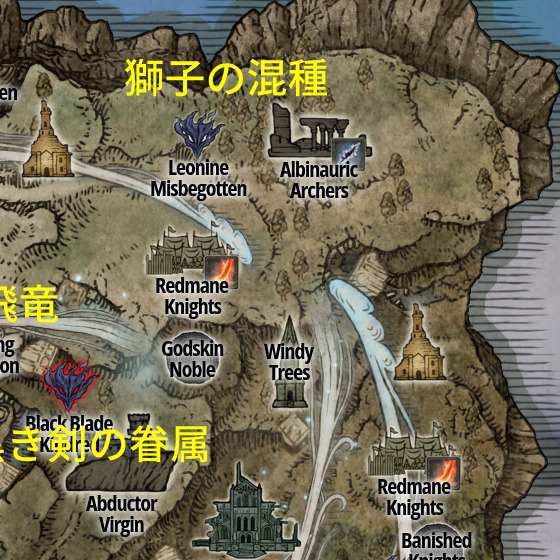 獅子の混種
en
Leonine
Misbegotten
Albinauric
Archers
Redmane
Knights
飛竜
ng
on
Godskin
Noble
Windy
Trees
Black Blade
き剣の眷属
Abductor
Virgin
Redmane
Knights
Banished
Knights